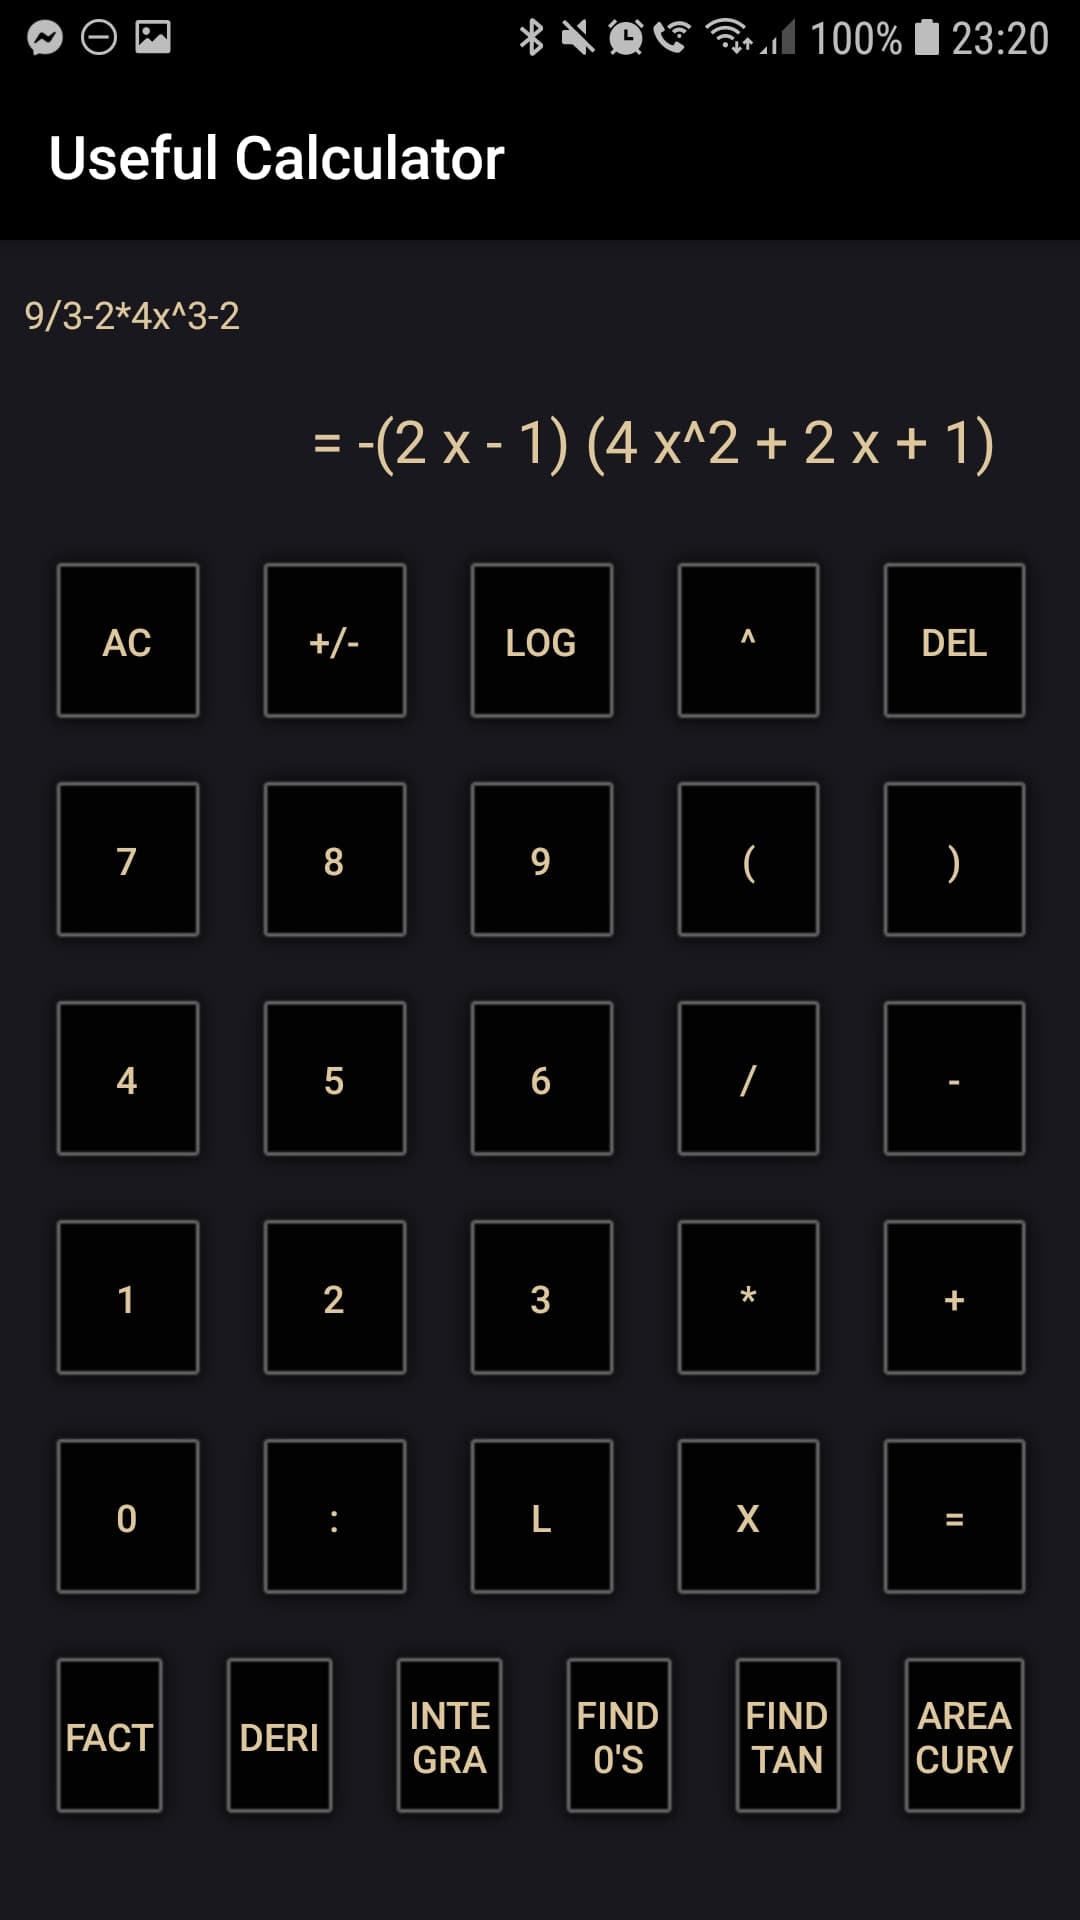 100% 23:20
Useful Calculator
9/3-2*4x^3-2
= -(2 x - 1) (4 x^2 + 2 x + 1)
AC +/- LOG ^ DEL
7 8 9 ( )
4 5 6 / -
1 2 3 * +
0 : L X =
FACT DERI INTE GRA FIND 0'S FIND TAN AREA CURV